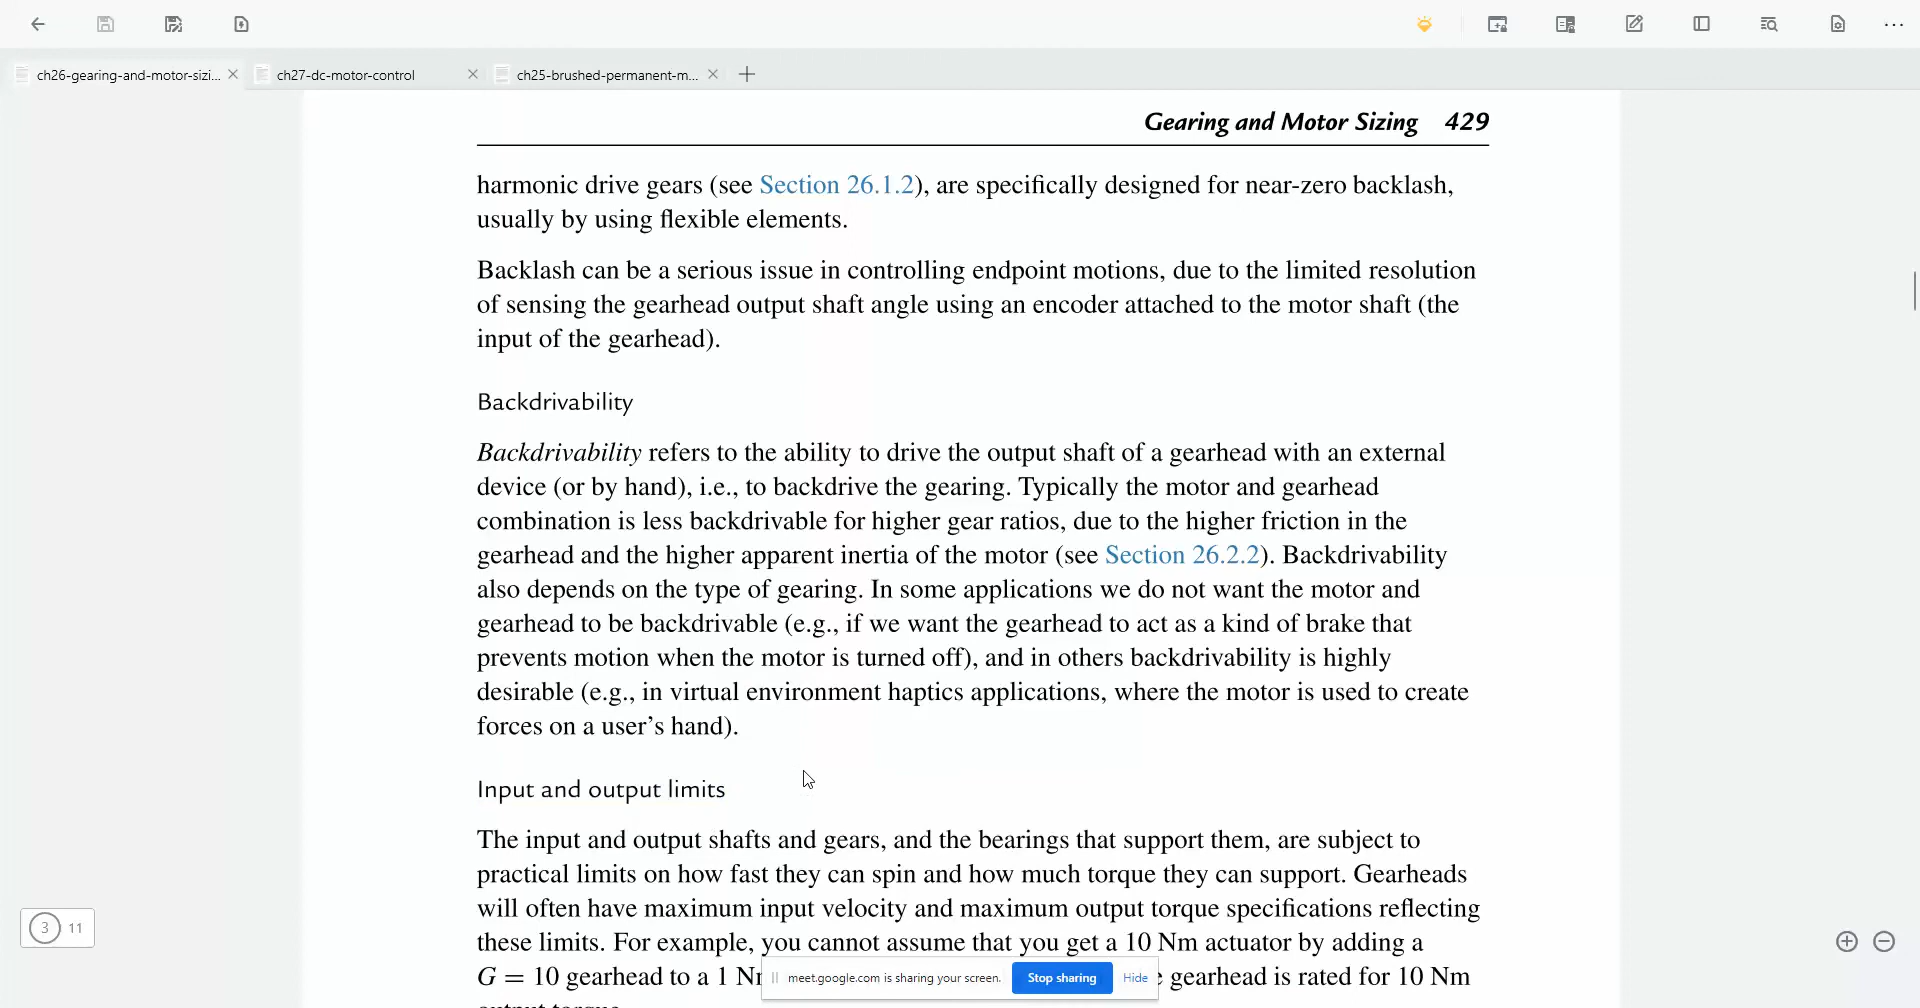 ch26-gearing-and-motor-sizi...
ch27-dc-motor-control
ch25-brushed-permanent-m...
Gearing and Motor Sizing 429
harmonic drive gears (see Section 26.1.2), are specifically designed for near-zero backlash,
usually by using flexible elements.
Backlash can be a serious issue in controlling endpoint motions, due to the limited resolution
of sensing the gearhead output shaft angle using an encoder attached to the motor shaft (the
input of the gearhead).
Backdrivability
Backdrivability refers to the ability to drive the output shaft of a gearhead with an external
device (or by hand), i.e., to backdrive the gearing. Typically the motor and gearhead
combination is less backdrivable for higher gear ratios, due to the higher friction in the
gearhead and the higher apparent inertia of the motor (see Section 26.2.2). Backdrivability
also depends on the type of gearing. In some applications we do not want the motor and
gearhead to be backdrivable (e.g., if we want the gearhead to act as a kind of brake that
prevents motion when the motor is turned off), and in others backdrivability is highly
desirable (e.g., in virtual environment haptics applications, where the motor is used to create
forces on a user's hand).
Input and output limits
The input and output shafts and gears, and the bearings that support them, are subject to
practical limits on how fast they can spin and how much torque they can support. Gearheads
will often have maximum input velocity and maximum output torque specifications reflecting
these limits. For example, you cannot assume that you get a 10 Nm actuator by adding a
G = 10 gearhead to a 1 gearhead is rated for 10 Nm
meet.google.com is sharing your screen. Stop sharing Hide
3 11